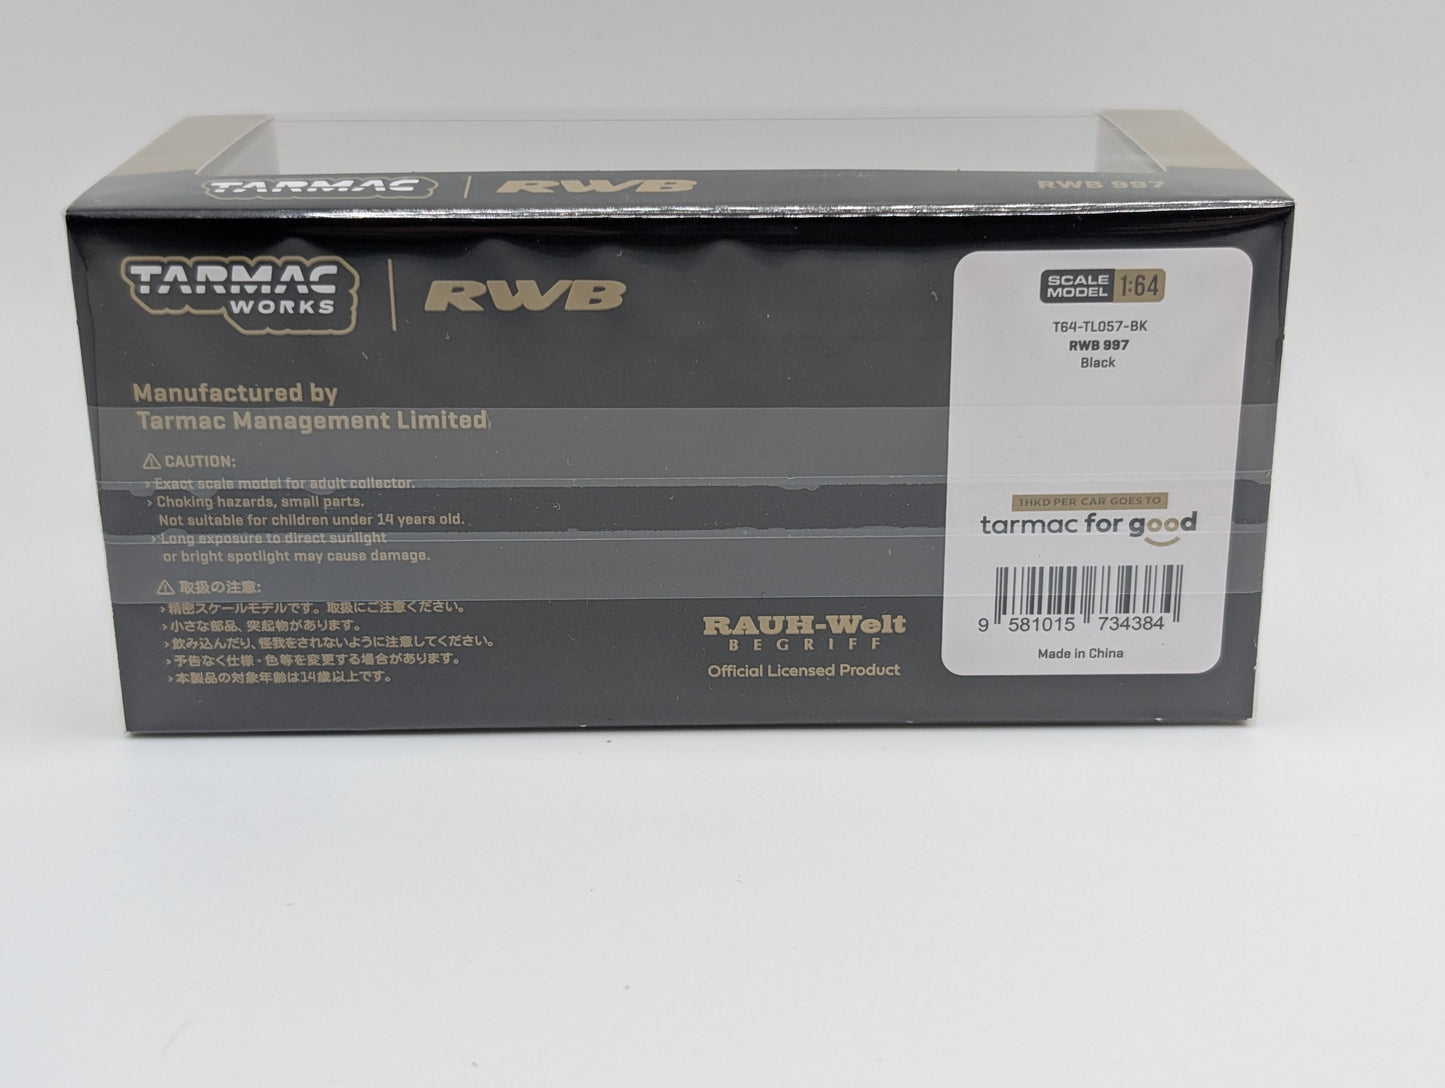 TARMAC RWB RWB 997
TARMAC
WORKS
RWB
Manufactured by
Tarmac Management Limited
CAUTION:
› Exact scale model for adult collector.
› Choking hazards, small parts.
Not suitable for children under 14 years old.
› Long exposure to direct sunlight
or bright spotlight may cause damage.
取扱の注意:
› 精密スケールモデルです。取扱にご注意ください。
› 小さな部品、突起物があります。
› 飲み込んだり、怪我をされないように注意してください。
› 予告なく仕様・色等を変更する場合があります。
› 本製品の対象年齢は14歳以上です。
RAUH-Welt
BEGRIFF
Official Licensed Product
SCALE
MODEL 1:64
T64-TL057-BK
RWB 997
Black
1HKD PER CAR GOES TO
tarmac for good
9 581015 734384
Made in China